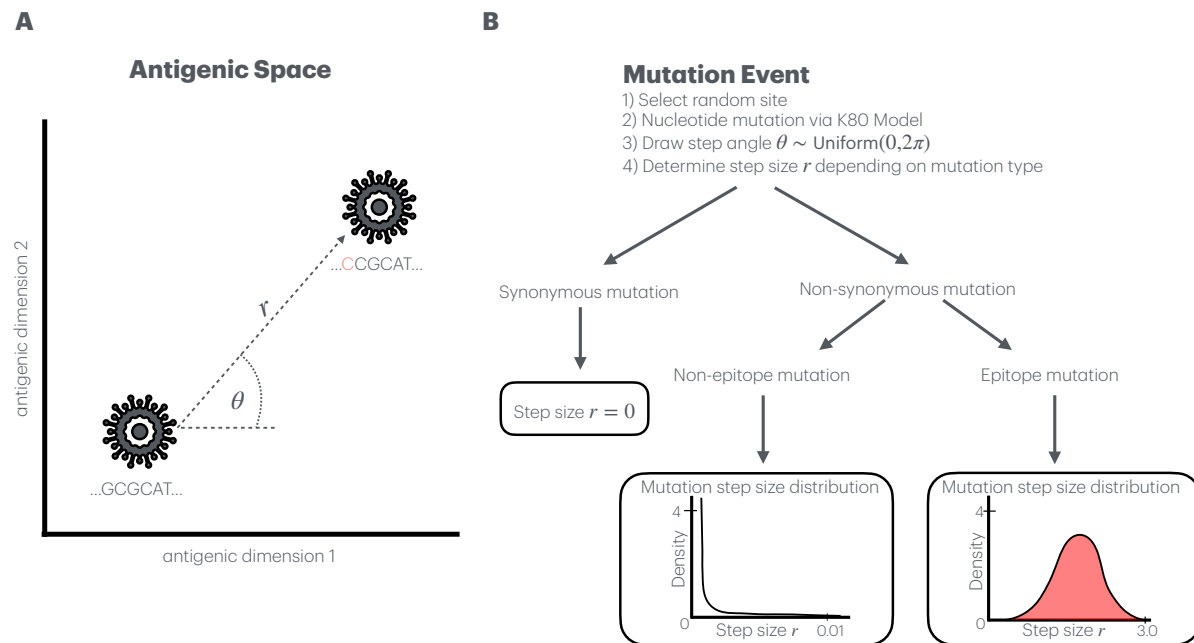 A
Antigenic Space
antigenic dimension 2
...CCGCAT...
r
θ
...GCGCAT...
antigenic dimension 1
B
Mutation Event
1) Select random site
2) Nucleotide mutation via K80 Model
3) Draw step angle θ ∼ Uniform(0,2π)
4) Determine step size r depending on mutation type
Synonymous mutation
Non-synonymous mutation
Step size r = 0
Non-epitope mutation
Epitope mutation
Mutation step size distribution
4
Density
0
Step size r
0.01
Mutation step size distribution
4
Density
0
Step size r
3.0